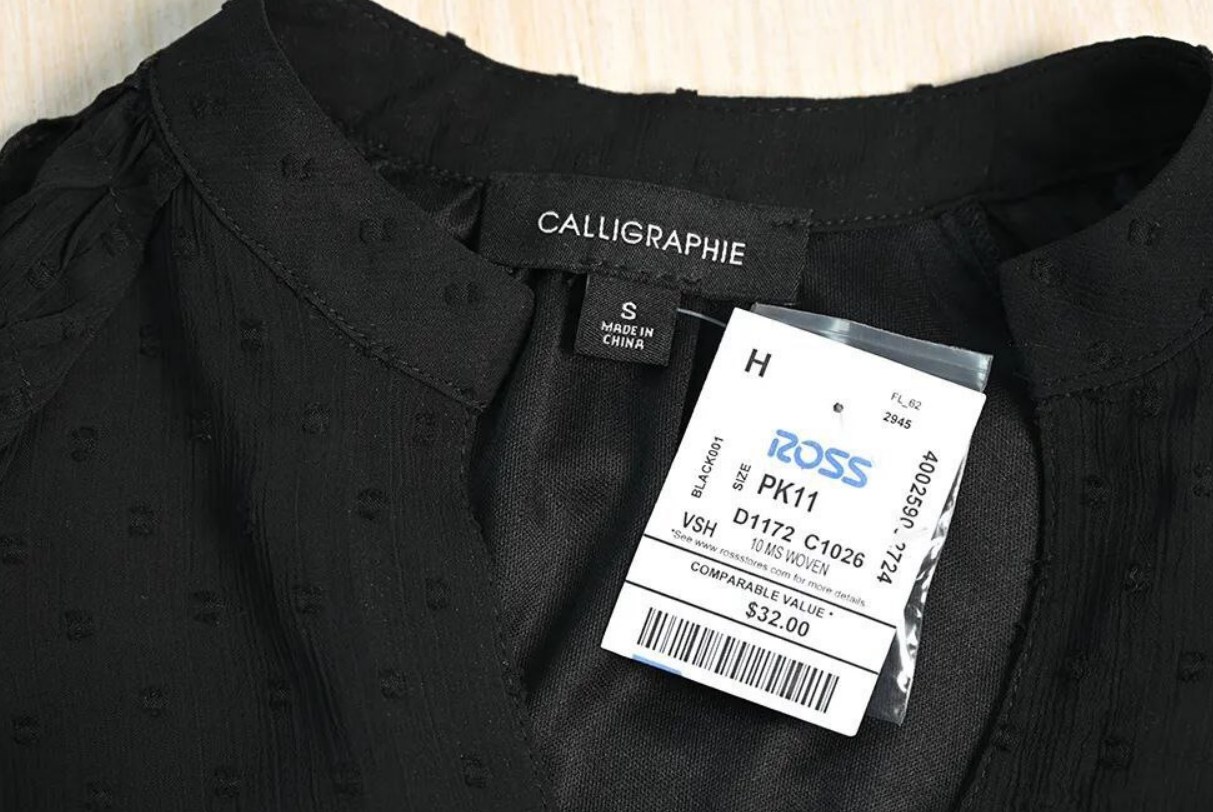 CALLIGRAPHIE
S
MADE IN
CHINA
H
FL_62
2945
ROSS
BLACK001
SIZE
PK11
D1172 C1026
VSH
10 MS WOVEN
*See www.rossstores.com for more details
COMPARABLE VALUE *
$32.00
2724